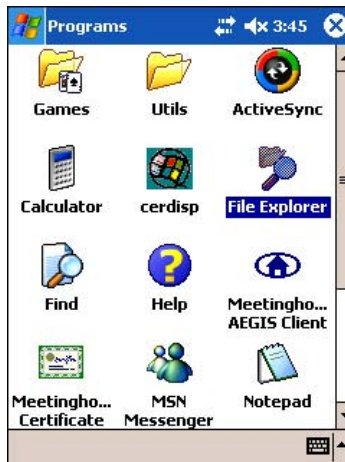 Programs 3:45
Games Utils ActiveSync
Calculator cerdisp File Explorer
Find Help Meetingho...
AEGIS Client
Meetingho... MSN Notepad
Certificate Messenger